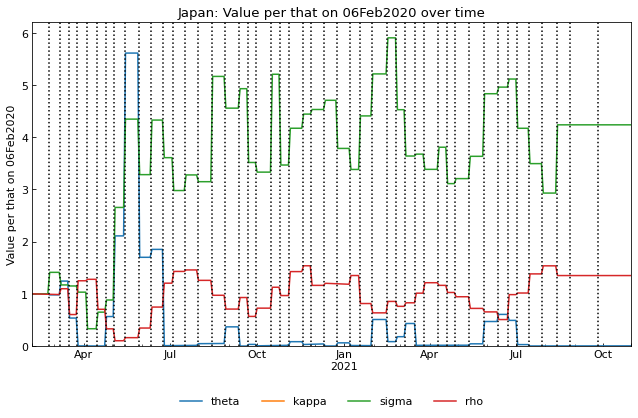 Japan: Value per that on 06Feb2020 over time
Value per that on 06Feb2020
6
5
4
3
2
1
0
Apr Jul Oct Jan Apr Jul Oct
2021
theta kappa sigma rho